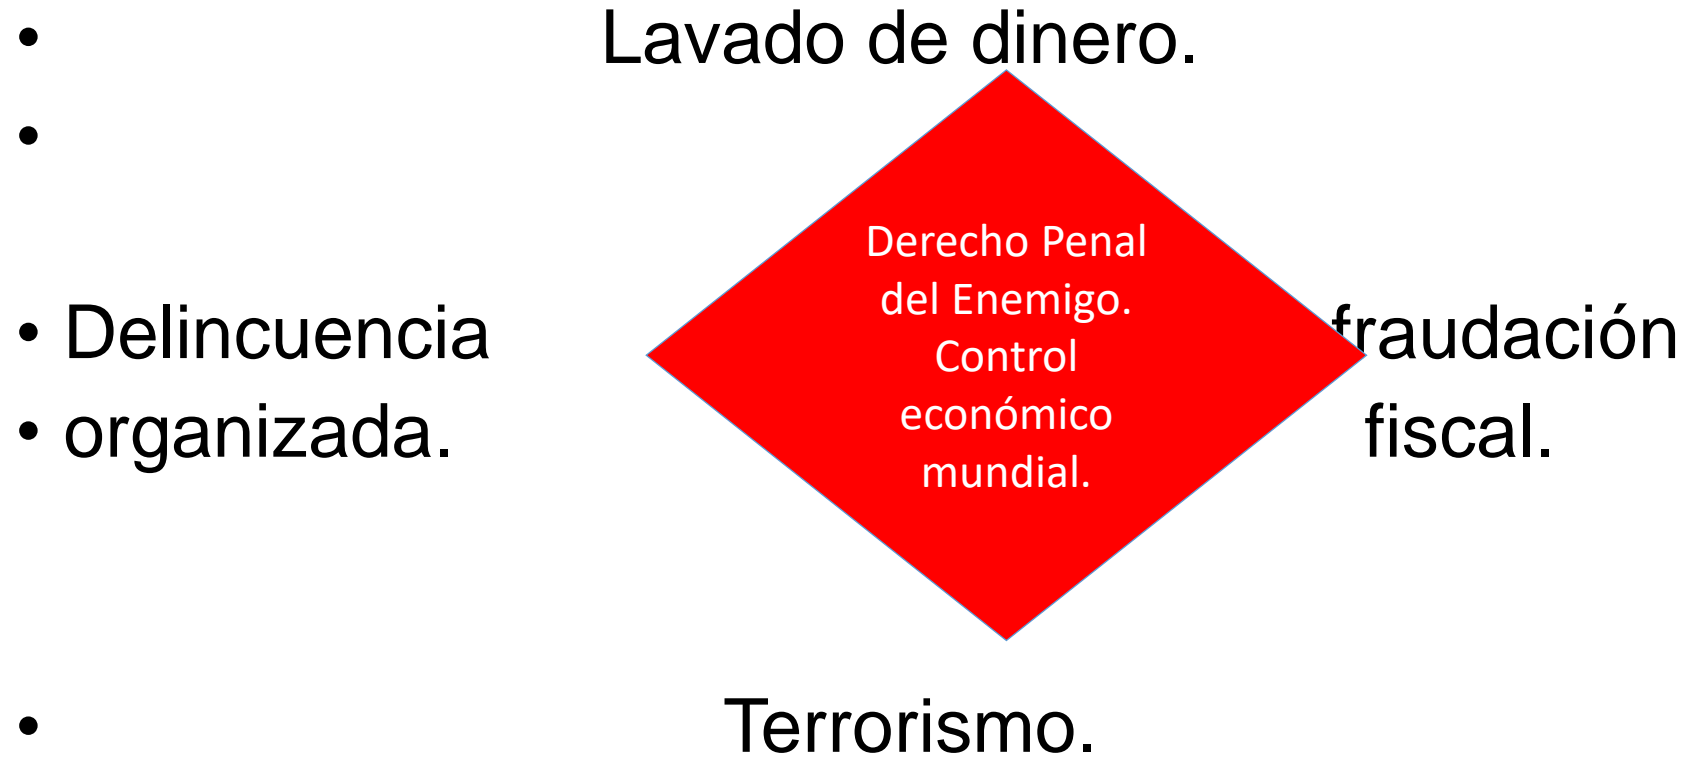 • Lavado de dinero.
•
Derecho Penal
del Enemigo.
• Delincuencia fraudación
Control
económico
• organizada. fiscal.
mundial.
• Terrorismo.